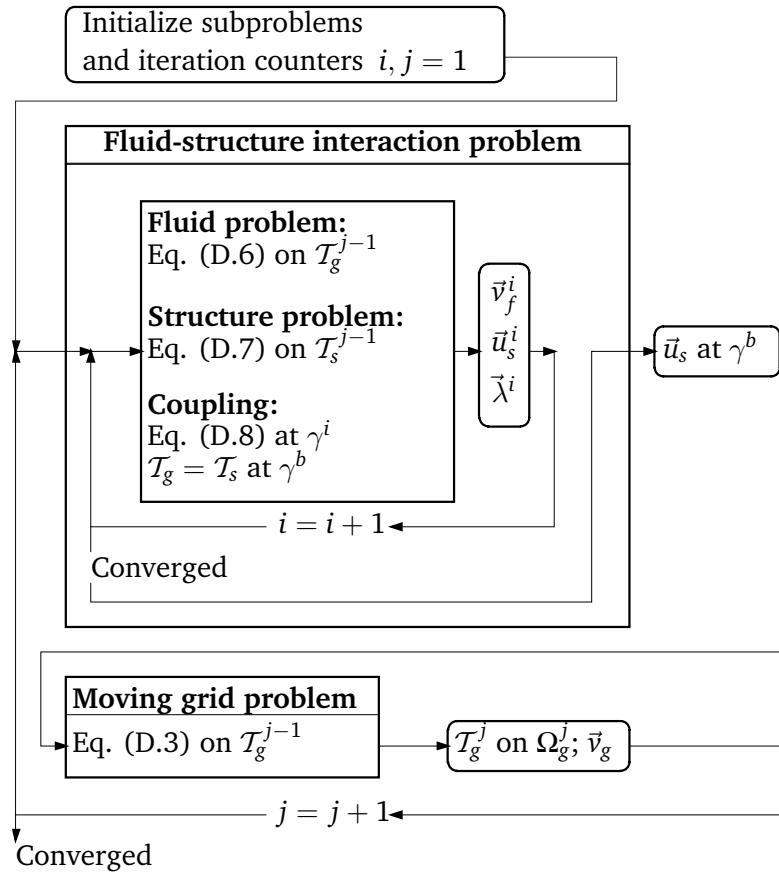 Initialize subproblems
and iteration counters i, j = 1
Fluid-structure interaction problem
Fluid problem:
Eq. (D.6) on 𝒯_g^{j−1}
Structure problem:
Eq. (D.7) on 𝒯_s^{j−1}
Coupling:
Eq. (D.8) at γ^i
𝒯_g = 𝒯_s at γ^b
v⃗_f^i
u⃗_s^i
λ⃗^i
u⃗_s at γ^b
i = i + 1
Converged
Moving grid problem
Eq. (D.3) on 𝒯_g^{j−1}
𝒯_g^j on Ω_g^j; v⃗_g
j = j + 1
Converged